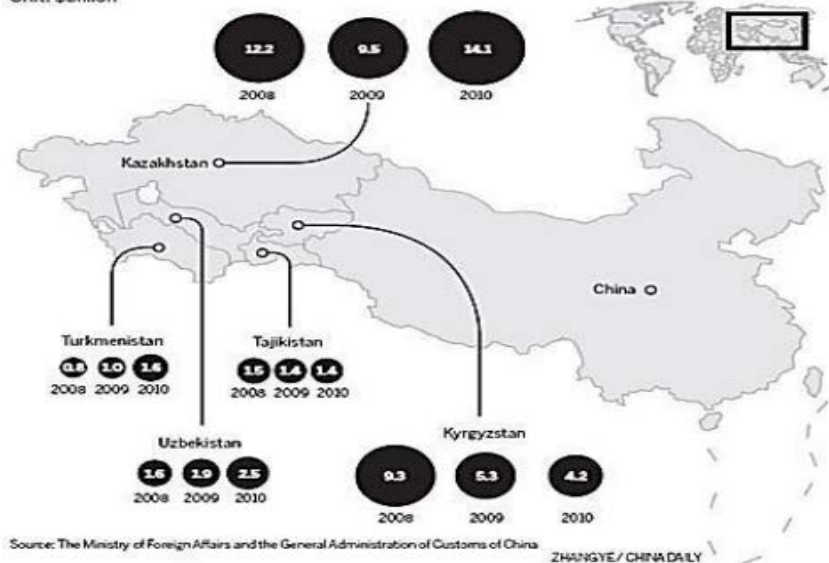 12.2 9.5 14.1
2008 2009 2010
Kazakhstan
China
Turkmenistan
0.8 1.0 1.6
2008 2009 2010
Tajikistan
1.5 1.4 1.4
2008 2009 2010
Uzbekistan
1.6 1.9 2.5
2008 2009 2010
Kyrgyzstan
9.3 5.3 4.2
2008 2009 2010
Source: The Ministry of Foreign Affairs and the General Administration of Customs of China
ZHANG YE / CHINA DAILY